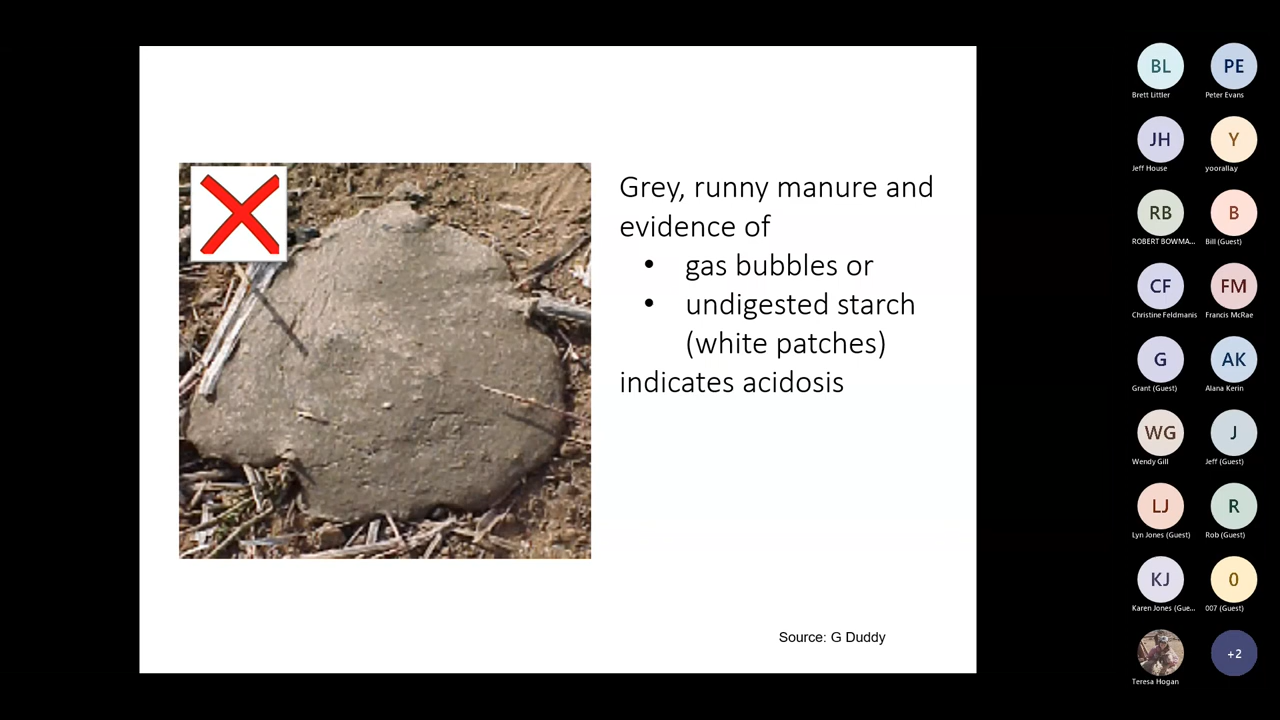 Grey, runny manure and
evidence of
• gas bubbles or
• undigested starch
(white patches)
indicates acidosis
Source: G Duddy
BL PE
Brett Littler Peter Evans
JH Y
Jeff House yoorallay
RB B
ROBERT BOWMA... Bill (Guest)
CF FM
Christine Feldmanis Francis McRae
G AK
Grant (Guest) Alana Kerin
WG J
Wendy Gill Jeff (Guest)
LJ R
Lyn Jones (Guest) Rob (Guest)
KJ 0
Karen Jones (Gue... 007 (Guest)
+2
Teresa Hogan